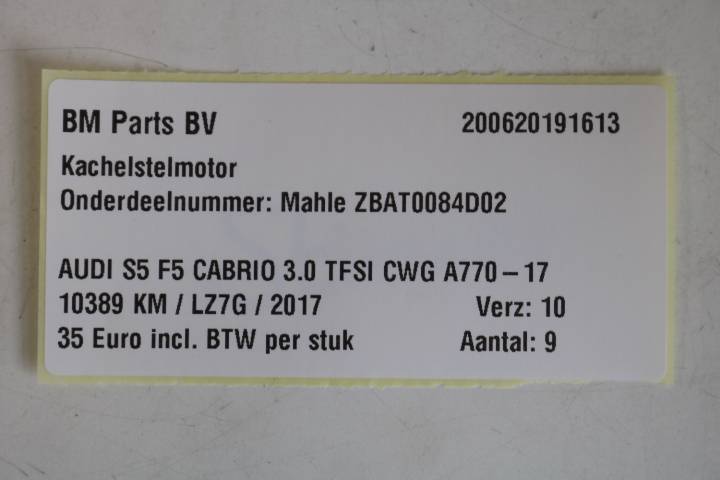 BM Parts BV 200620191613
Kachelstelmotor
Onderdeelnummer: Mahle ZBAT0084D02
AUDI S5 F5 CABRIO 3.0 TFSI CWG A770 – 17
10389 KM / LZ7G / 2017 Verz: 10
35 Euro incl. BTW per stuk Aantal: 9